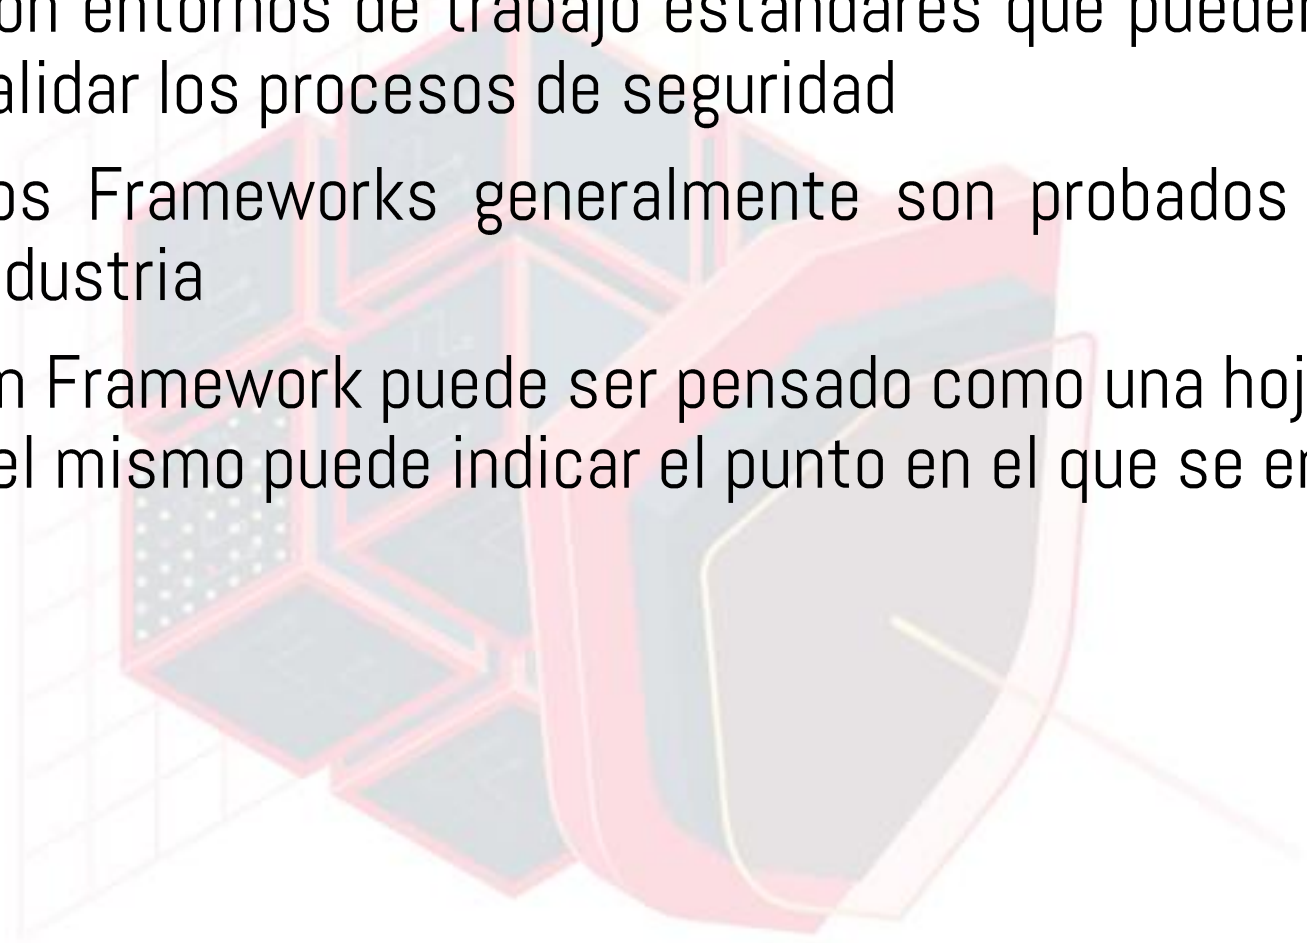 on entornos de trabajo estándares que pueden
alidar los procesos de seguridad
os Frameworks generalmente son probados
ndustria
n Framework puede ser pensado como una hoj
el mismo puede indicar el punto en el que se en